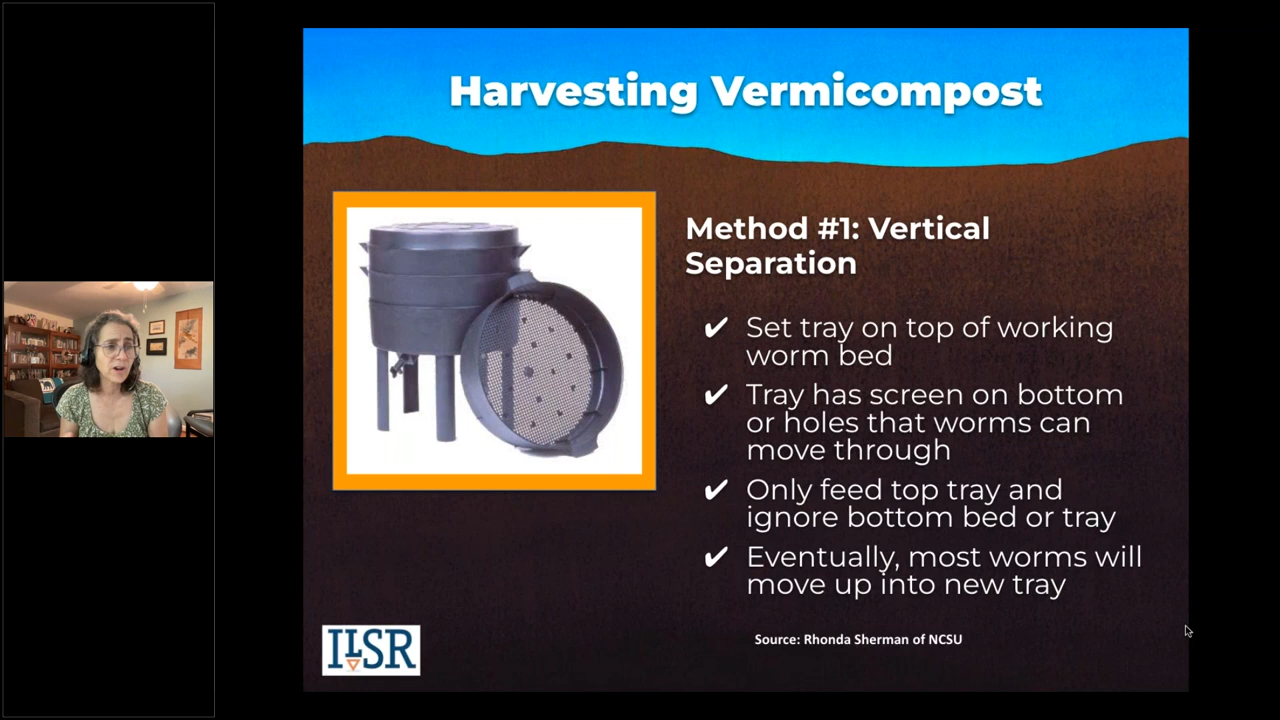 Harvesting Vermicompost
Method #1: Vertical
Separation
✔ Set tray on top of working
worm bed
✔ Tray has screen on bottom
or holes that worms can
move through
✔ Only feed top tray and
ignore bottom bed or tray
✔ Eventually, most worms will
move up into new tray
Source: Rhonda Sherman of NCSU
ILSR